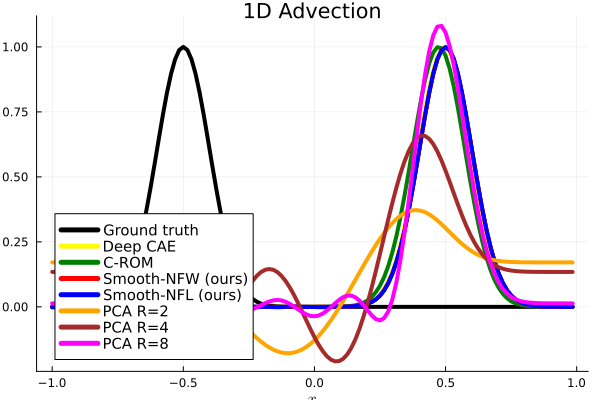 1D Advection
1.00
0.75
0.50
0.25
0.00
Ground truth
Deep CAE
C-ROM
Smooth-NFW (ours)
Smooth-NFL (ours)
PCA R=2
PCA R=4
PCA R=8
−1.0 −0.5 0.0 0.5 1.0